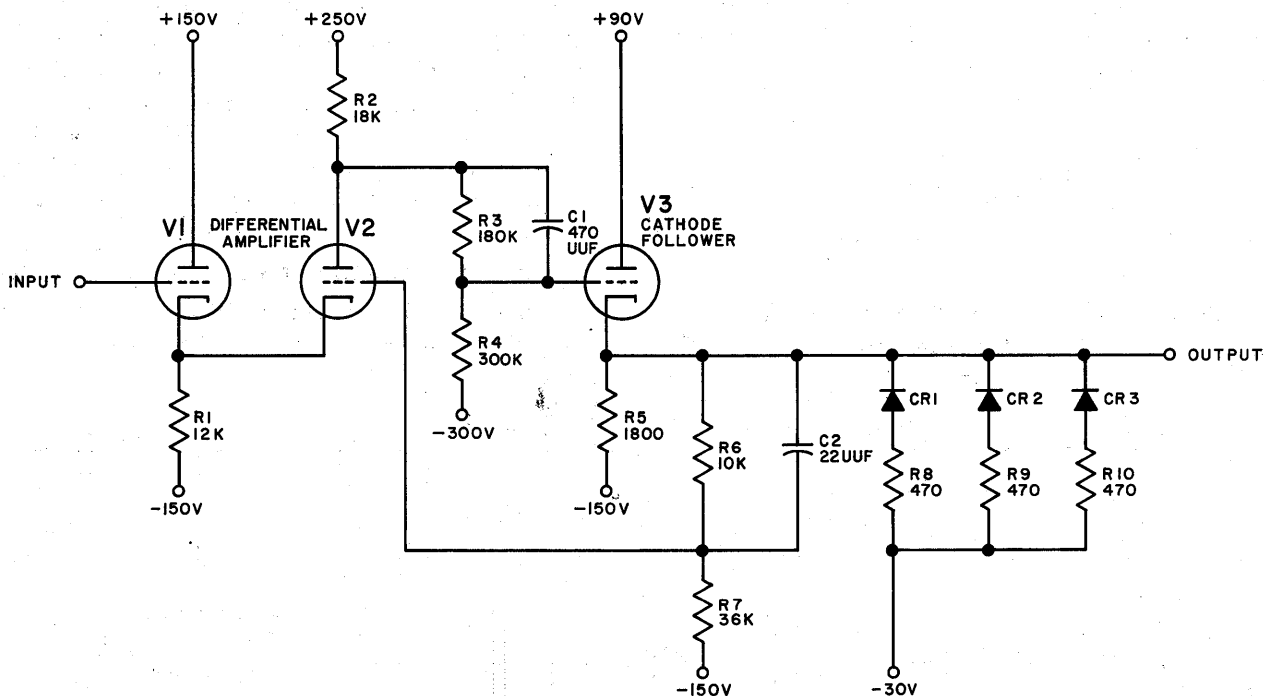 +150V
+250V
+90V
R2
18K
V1
DIFFERENTIAL
AMPLIFIER
V2
R3
180K
C1
470
UUF
V3
CATHODE
FOLLOWER
INPUT
R4
300K
-300V
OUTPUT
R1
12K
-150V
R5
1800
-150V
R6
10K
C2
22UUF
CR1
CR2
CR3
R8
470
R9
470
R10
470
R7
36K
-150V
-30V